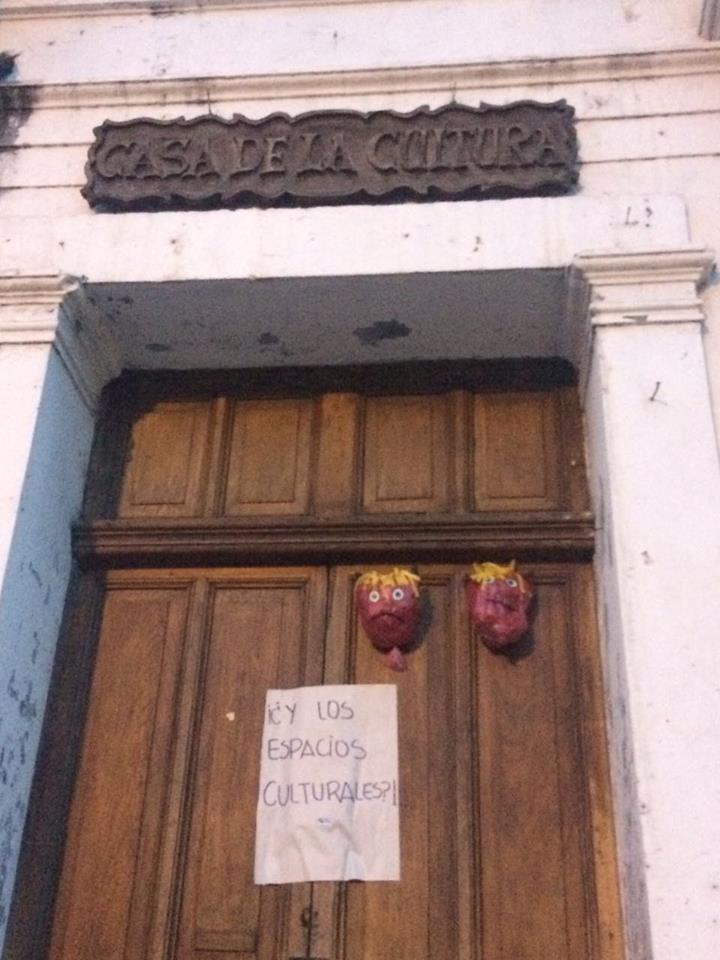 CASA DE LA CULTURA
¡¿Y LOS
ESPACIOS
CULTURALES?!